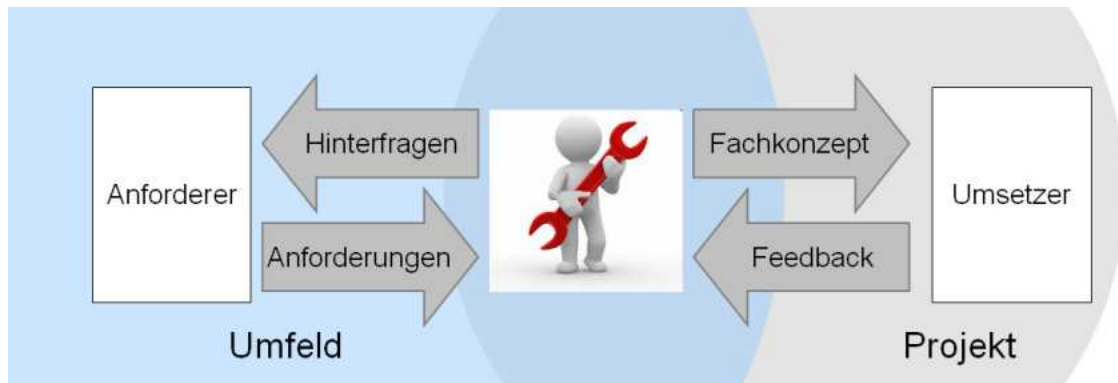 Hinterfragen
Fachkonzept
Anforderer
Umsetzer
Anforderungen
Feedback
Umfeld
Projekt